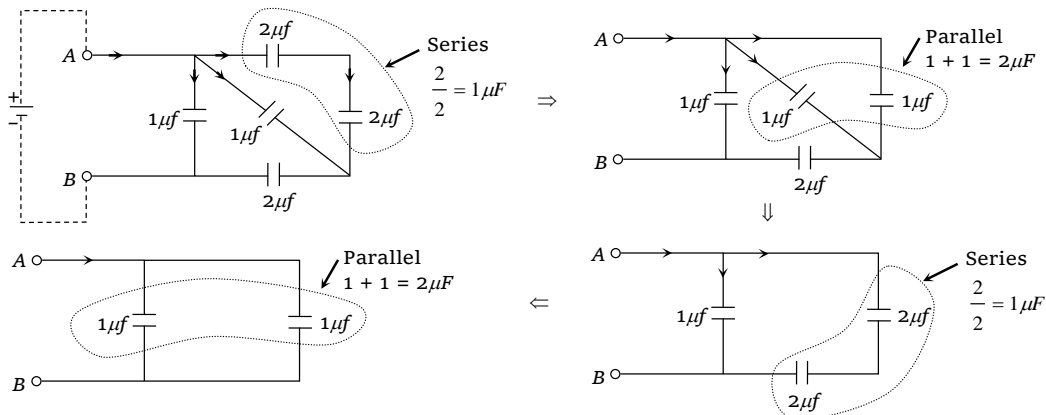 A
+
-
B
2μf
1μf
1μf
2μf
2μf
Series
2/2 = 1μF
⇒
1μf
1μf
1μf
2μf
A
B
Parallel
1 + 1 = 2μF
⇓
A
B
1μf
1μf
Parallel
1 + 1 = 2μF
⇐
A
B
1μf
2μf
2μf
Series
2/2 = 1μF